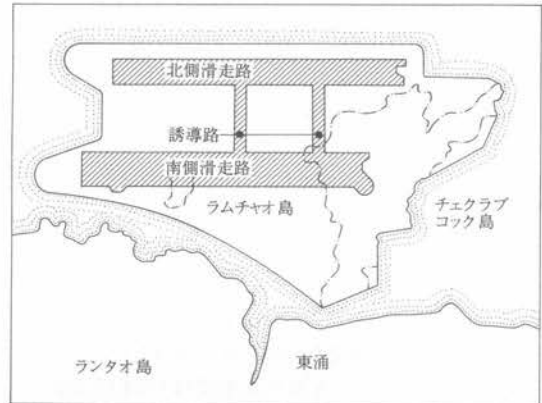 北側滑走路
誘導路
南側滑走路
ラムチャオ島
チェクラブ
コック島
ランタオ島
東涌